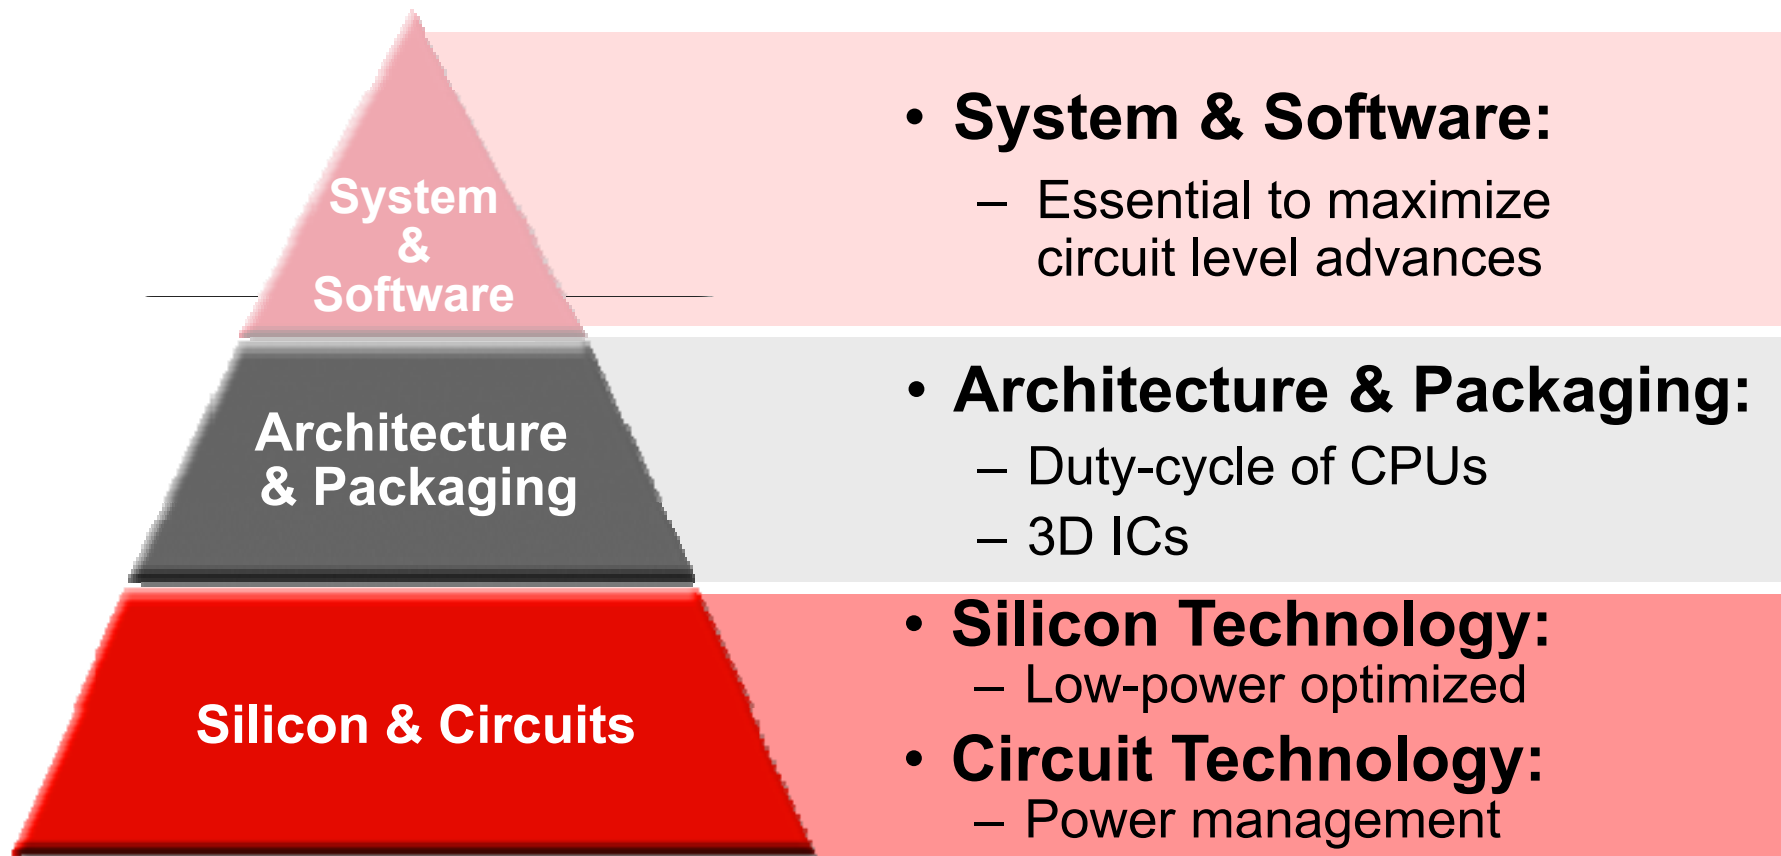 System
&
Software
• System & Software:
– Essential to maximize
circuit level advances
Architecture
& Packaging
• Architecture & Packaging:
– Duty-cycle of CPUs
– 3D ICs
Silicon & Circuits
• Silicon Technology:
– Low-power optimized
• Circuit Technology:
– Power management